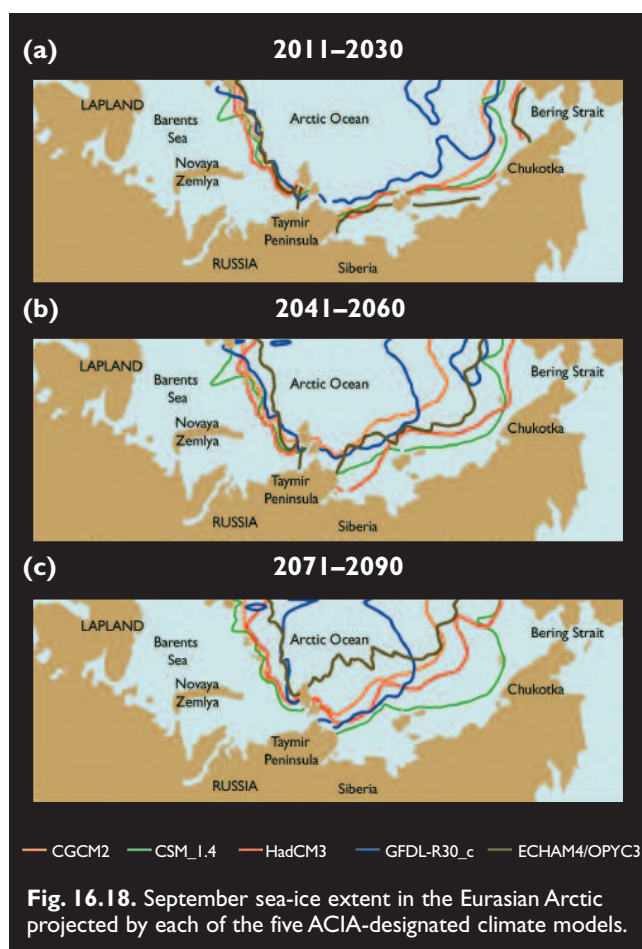 (a) 2011–2030
LAPLAND
Barents
Sea
Arctic Ocean
Bering Strait
Novaya
Zemlya
Chukotka
Taymir
Peninsula
RUSSIA
Siberia
(b) 2041–2060
LAPLAND
Barents
Sea
Arctic Ocean
Bering Strait
Novaya
Zemlya
Chukotka
Taymir
Peninsula
RUSSIA
Siberia
(c) 2071–2090
LAPLAND
Barents
Sea
Arctic Ocean
Bering Strait
Novaya
Zemlya
Chukotka
Taymir
Peninsula
RUSSIA
Siberia
CGCM2 CSM_1.4 HadCM3 GFDL-R30_c ECHAM4/OPYC3
Fig. 16.18. September sea-ice extent in the Eurasian Arctic
projected by each of the five ACIA-designated climate models.